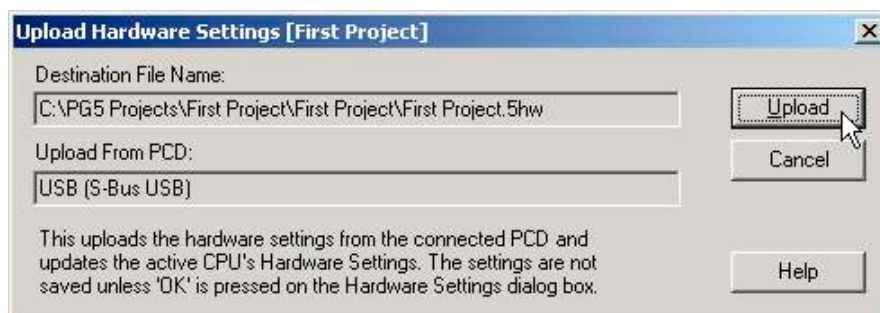 Upload Hardware Settings [First Project]
Destination File Name:
C:\PG5 Projects\First Project\First Project\First Project.5hw
Upload
Upload From PCD:
Cancel
USB (S-Bus USB)
This uploads the hardware settings from the connected PCD and
updates the active CPU's Hardware Settings. The settings are not
saved unless 'OK' is pressed on the Hardware Settings dialog box.
Help